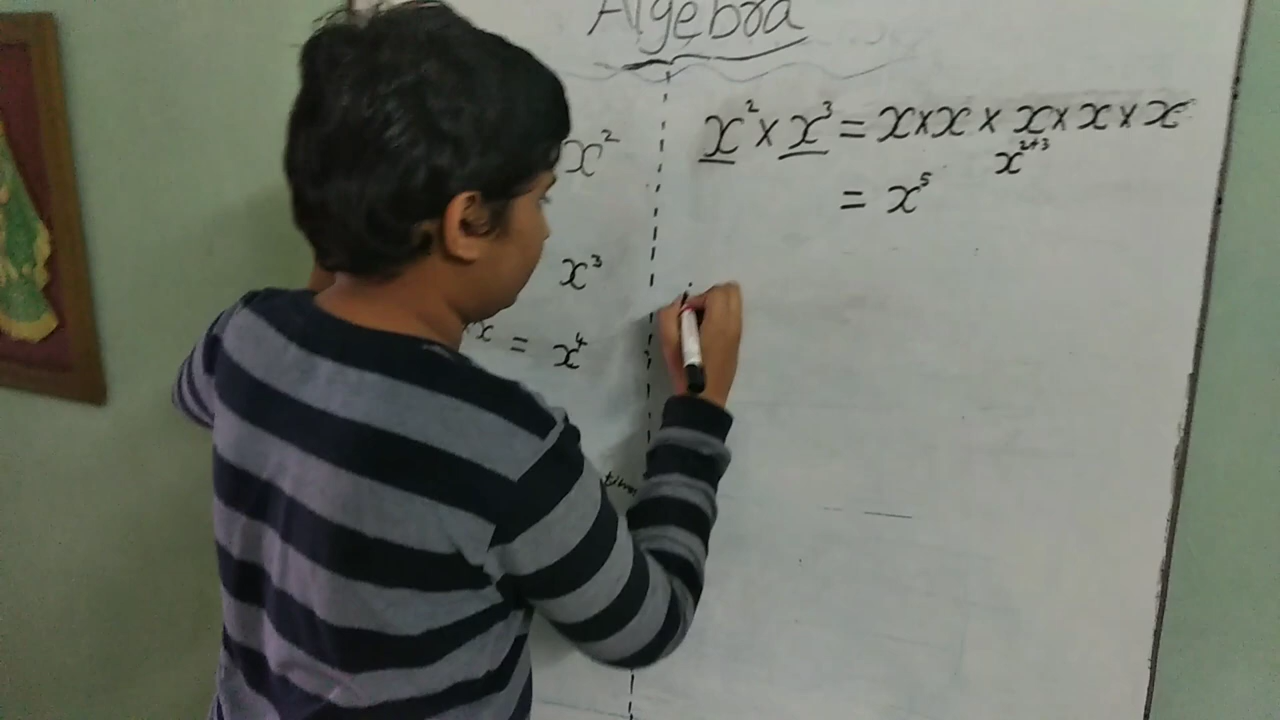 Algebra
x²
x³
x = x⁴
x² × x³ = x × x × x × x × x
x²⁺³
= x⁵